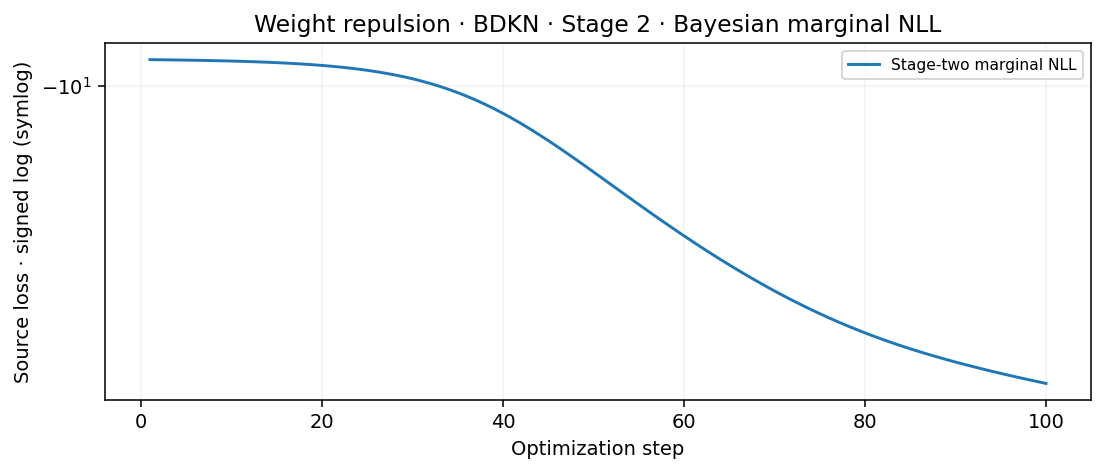 Weight repulsion · BDKN · Stage 2 · Bayesian marginal NLL
Stage-two marginal NLL
Source loss · signed log (symlog)
−10¹
0 20 40 60 80 100
Optimization step